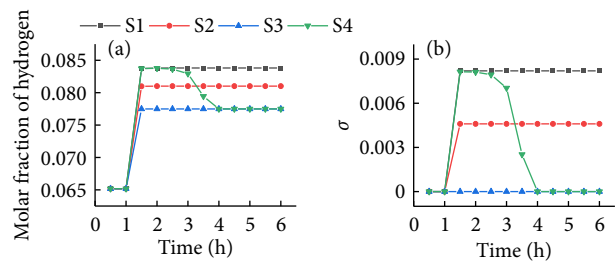 S1 S2 S3 S4
(a)
Molar fraction of hydrogen
0.085
0.080
0.075
0.070
0.065
0 1 2 3 4 5 6
Time (h)
(b)
σ
0.009
0.006
0.003
0
0 1 2 3 4 5 6
Time (h)